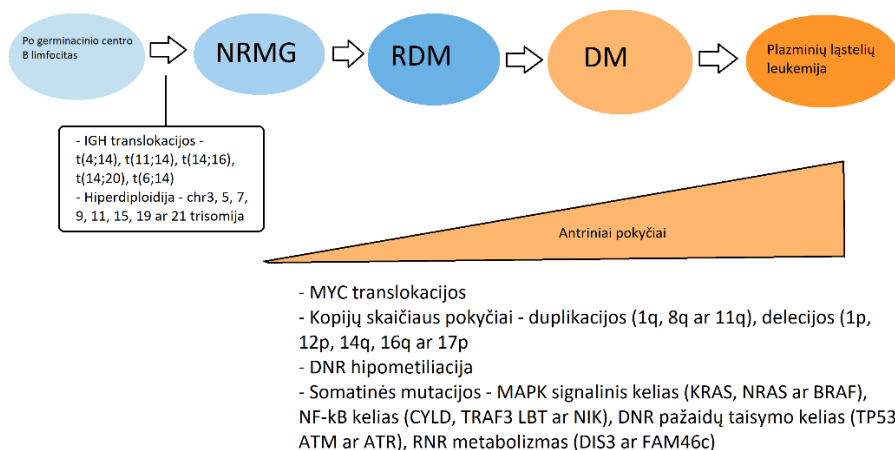 Po germinacinio centro
B limfocitas
NRMG
RDM
DM
Plazminių ląstelių
leukemija
- IGH translokacijos -
t(4;14), t(11;14), t(14;16),
t(14;20), t(6;14)
- Hiperdiploidija - chr3, 5, 7,
9, 11, 15, 19 ar 21 trisomija
Antriniai pokyčiai
- MYC translokacijos
- Kopijų skaičiaus pokyčiai - duplikacijos (1q, 8q ar 11q), delecijos (1p,
12p, 14q, 16q ar 17p
- DNR hipometiliacija
- Somatinės mutacijos - MAPK signalinis kelias (KRAS, NRAS ar BRAF),
NF-kB kelias (CYLD, TRAF3 LBT ar NIK), DNR pažaidų taisymo kelias (TP53
ATM ar ATR), RNR metabolizmas (DIS3 ar FAM46c)